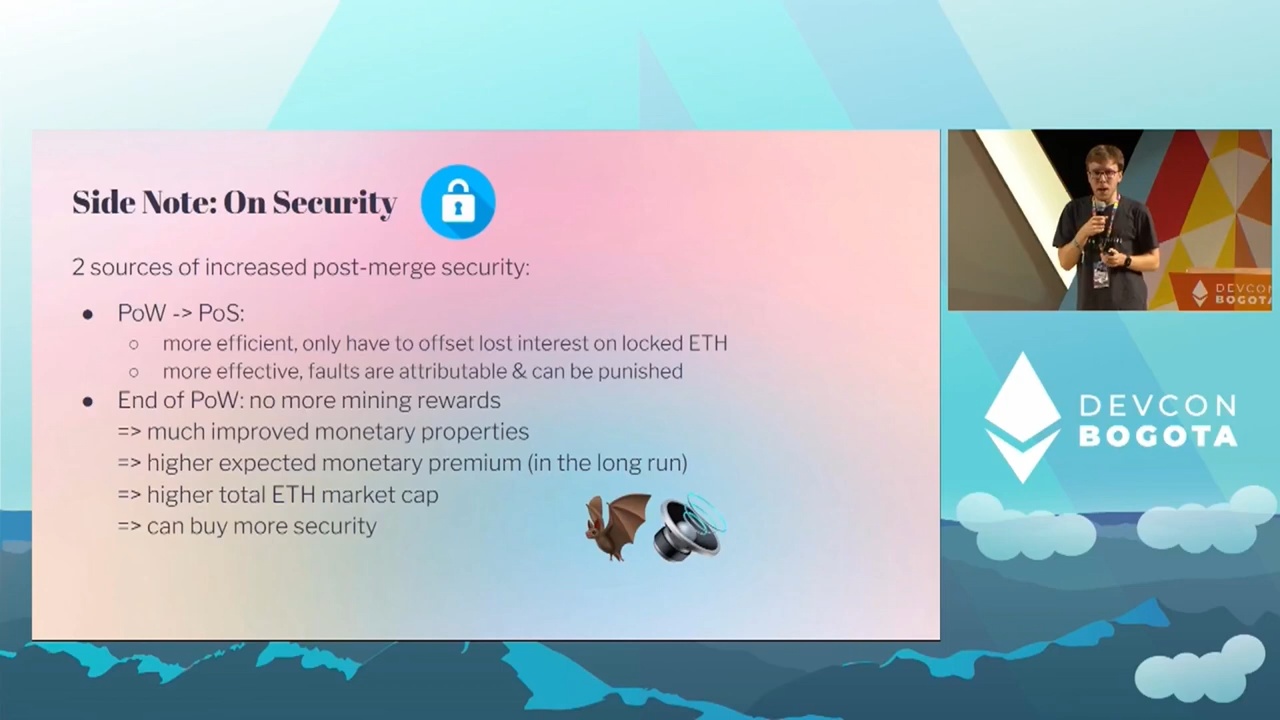 Side Note: On Security
2 sources of increased post-merge security:
● PoW -> PoS:
○ more efficient, only have to offset lost interest on locked ETH
○ more effective, faults are attributable & can be punished
● End of PoW: no more mining rewards
=> much improved monetary properties
=> higher expected monetary premium (in the long run)
=> higher total ETH market cap
=> can buy more security
DEVCON
BOGOTA
DEVCON
BOGOTA